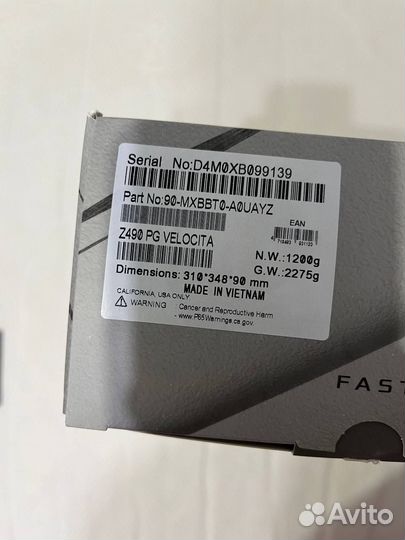 Serial No:D4M0XB099139
Part No:90-MXBBT0-A0UAYZ
EAN
Z490 PG VELOCITA
N.W.:1200g
G.W.:2275g
Dimensions: 310*348*90 mm
MADE IN VIETNAM
CALIFORNIA, USA ONLY
WARNING
Cancer and Reproductive Harm
- www.P65Warnings.ca.gov
FAST
Avito